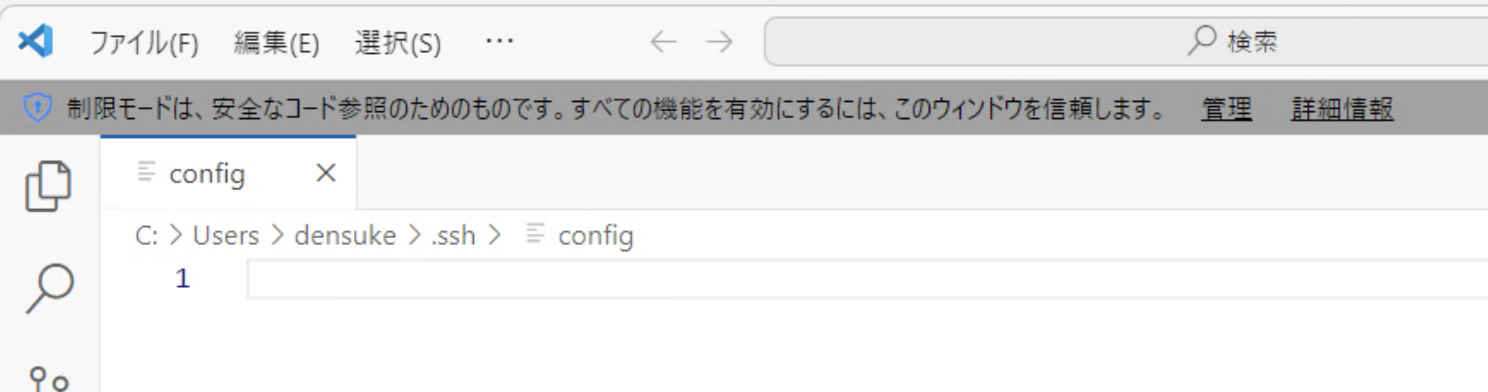 ファイル(F) 編集(E) 選択(S) … 検索
制限モードは、安全なコード参照のためのものです。すべての機能を有効にするには、このウィンドウを信頼します。 管理 詳細情報
config
C: > Users > densuke > .ssh > config
1